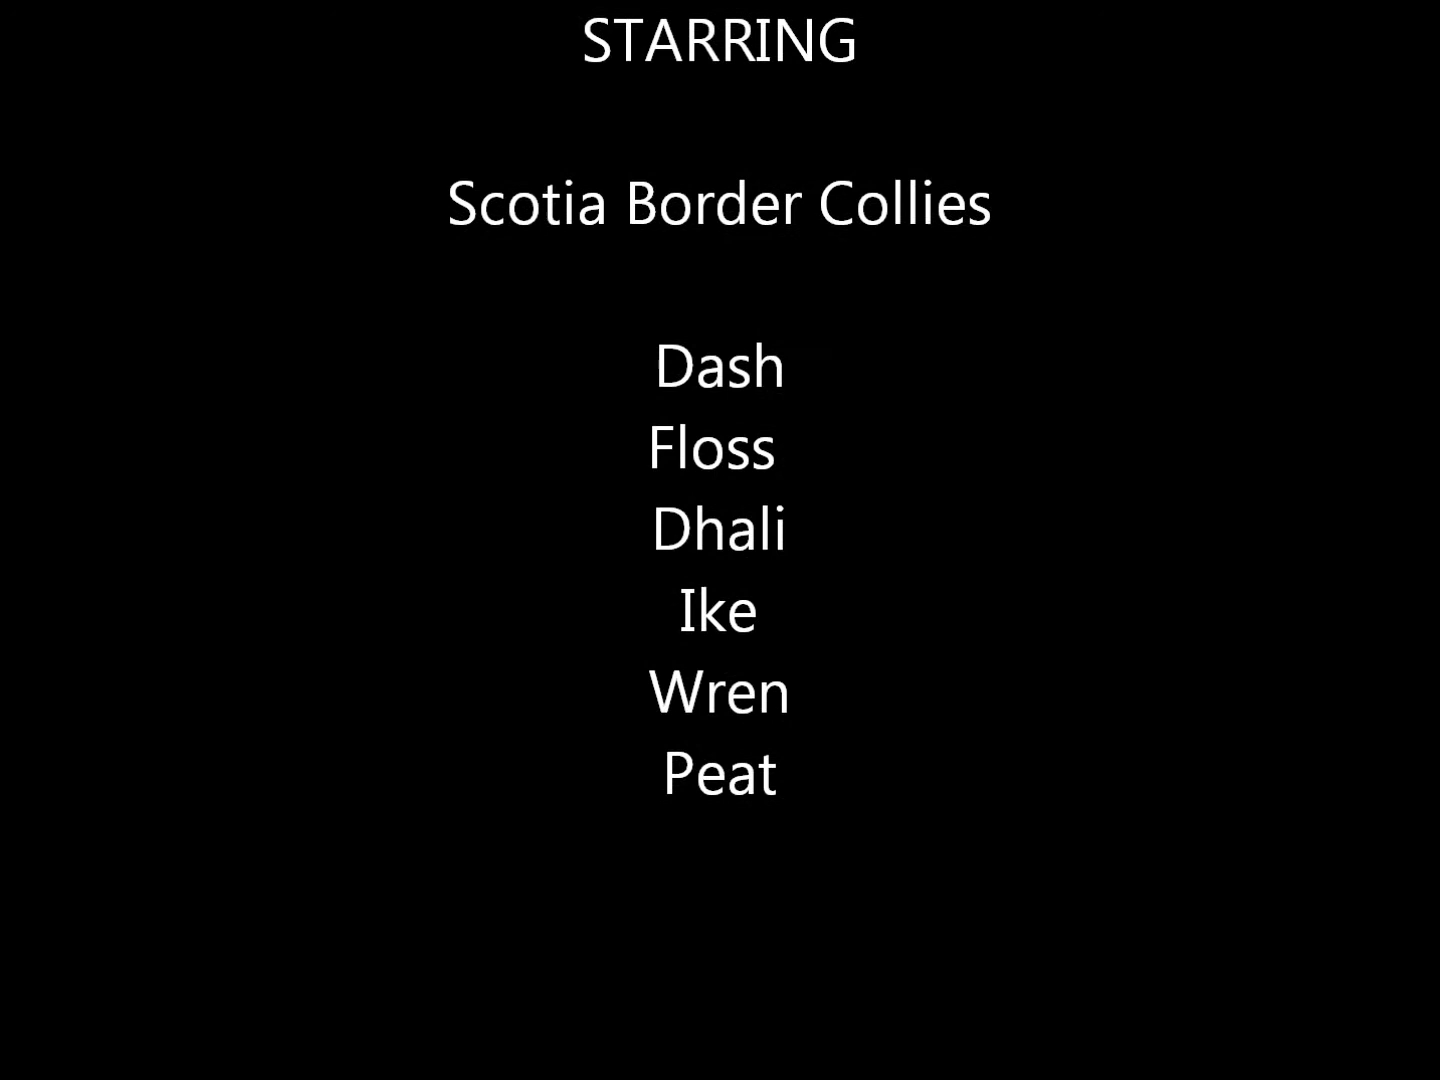 STARRING
Scotia Border Collies
Dash
Floss
Dhali
Ike
Wren
Peat